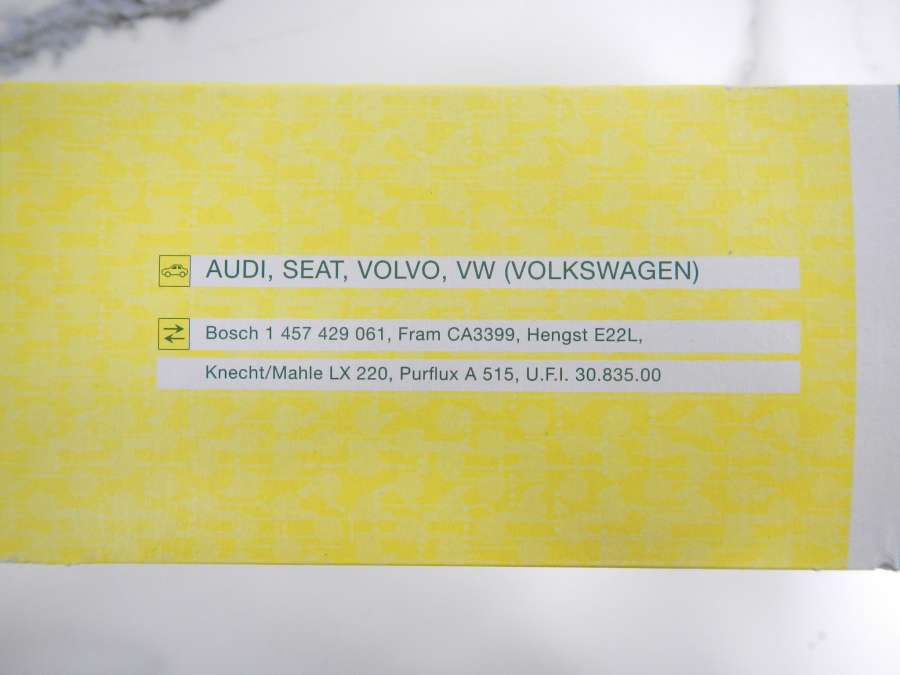 AUDI, SEAT, VOLVO, VW (VOLKSWAGEN)
Bosch 1 457 429 061, Fram CA3399, Hengst E22L,
Knecht/Mahle LX 220, Purflux A 515, U.F.I. 30.835.00